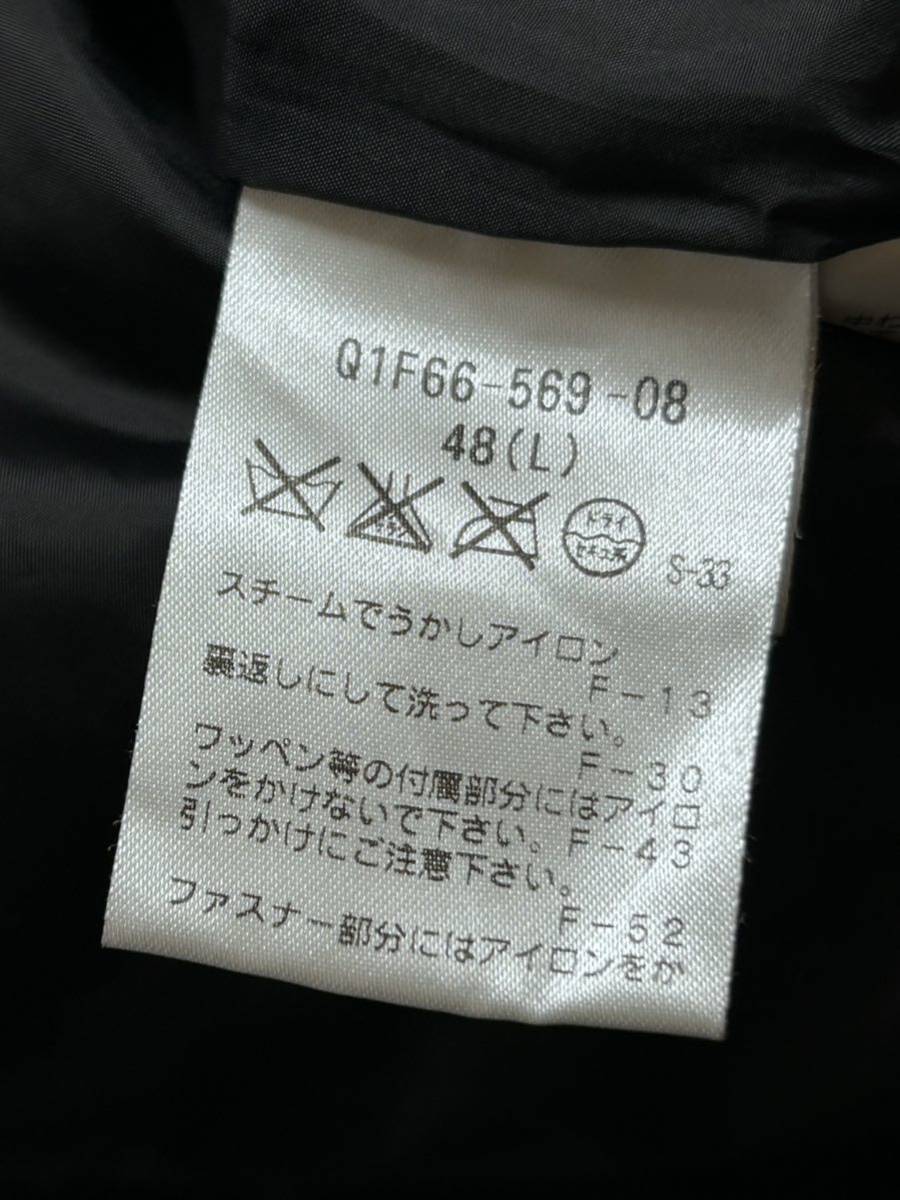 Q1F66-569-08
48(L)
ドライ
セキユ系
S-33
スチームでうかしアイロン
F-13
裏返しにして洗って下さい。
F-30
ワッペン等の付属部分にはアイロ
ンをかけないで下さい。F-43
引っかけにご注意下さい。
F-52
ファスナー部分にはアイロンをか